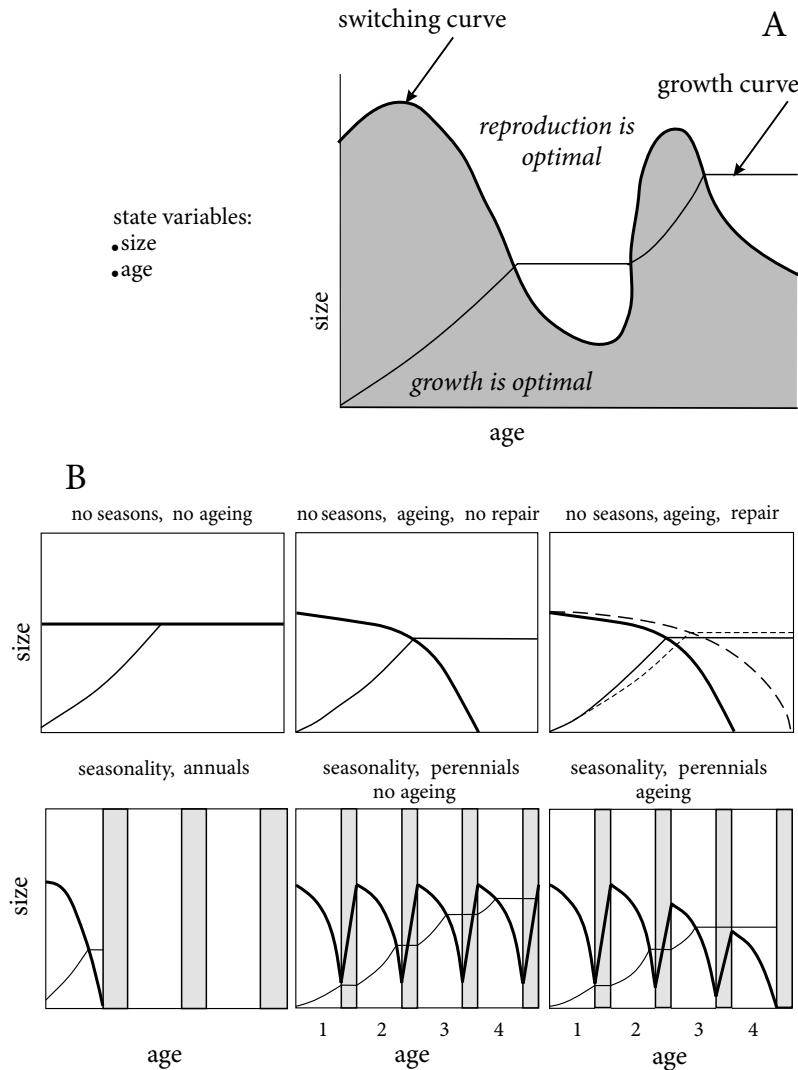 switching curve
A
growth curve
reproduction is
optimal
state variables:
•size
•age
size
growth is optimal
age
B
no seasons, no ageing
no seasons, ageing, no repair
no seasons, ageing, repair
size
seasonality, annuals
seasonality, perennials
no ageing
seasonality, perennials
ageing
size
1 2 3 4
1 2 3 4
age
age
age